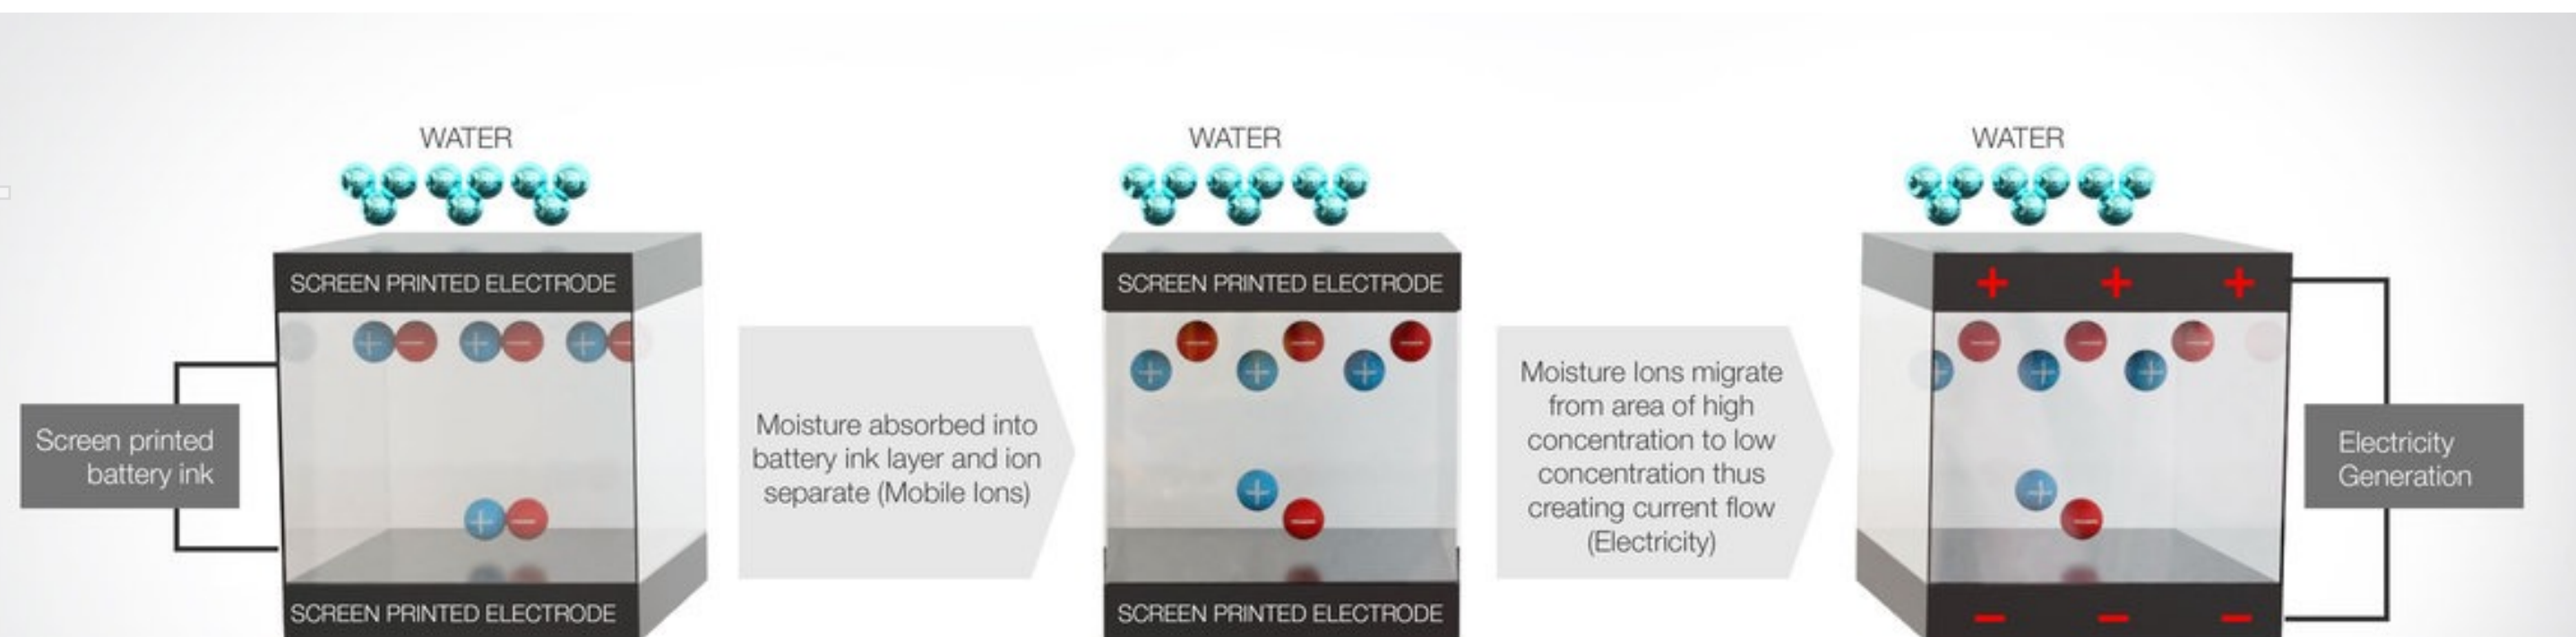 WATER
SCREEN PRINTED ELECTRODE
Screen printed
battery ink
SCREEN PRINTED ELECTRODE
Moisture absorbed into
battery ink layer and ion
separate (Mobile Ions)
WATER
SCREEN PRINTED ELECTRODE
SCREEN PRINTED ELECTRODE
Moisture Ions migrate
from area of high
concentration to low
concentration thus
creating current flow
(Electricity)
WATER
+ + +
Electricity
Generation
− − −